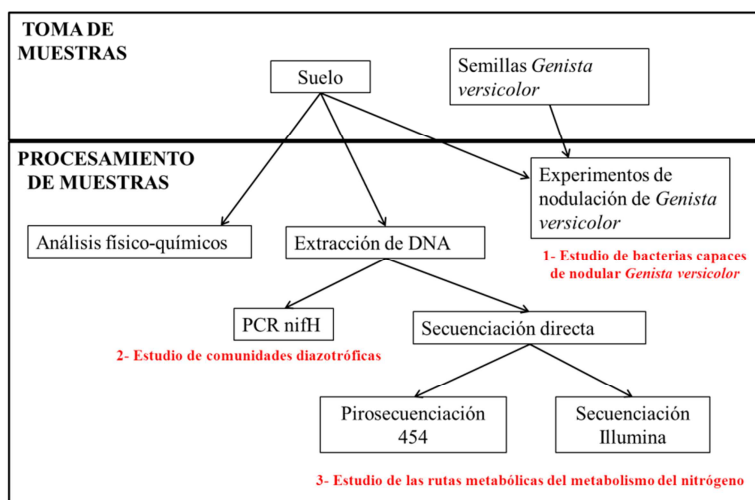 TOMA DE
MUESTRAS
Suelo
Semillas Genista
versicolor
PROCESAMIENTO
DE MUESTRAS
Experimentos de
nodulación de Genista
versicolor
Análisis físico-químicos
Extracción de DNA
1- Estudio de bacterias capaces
de nodular Genista versicolor
PCR nifH
Secuenciación directa
2- Estudio de comunidades diazotróficas
Pirosecuenciación
454
Secuenciación
Illumina
3- Estudio de las rutas metabólicas del metabolismo del nitrógeno